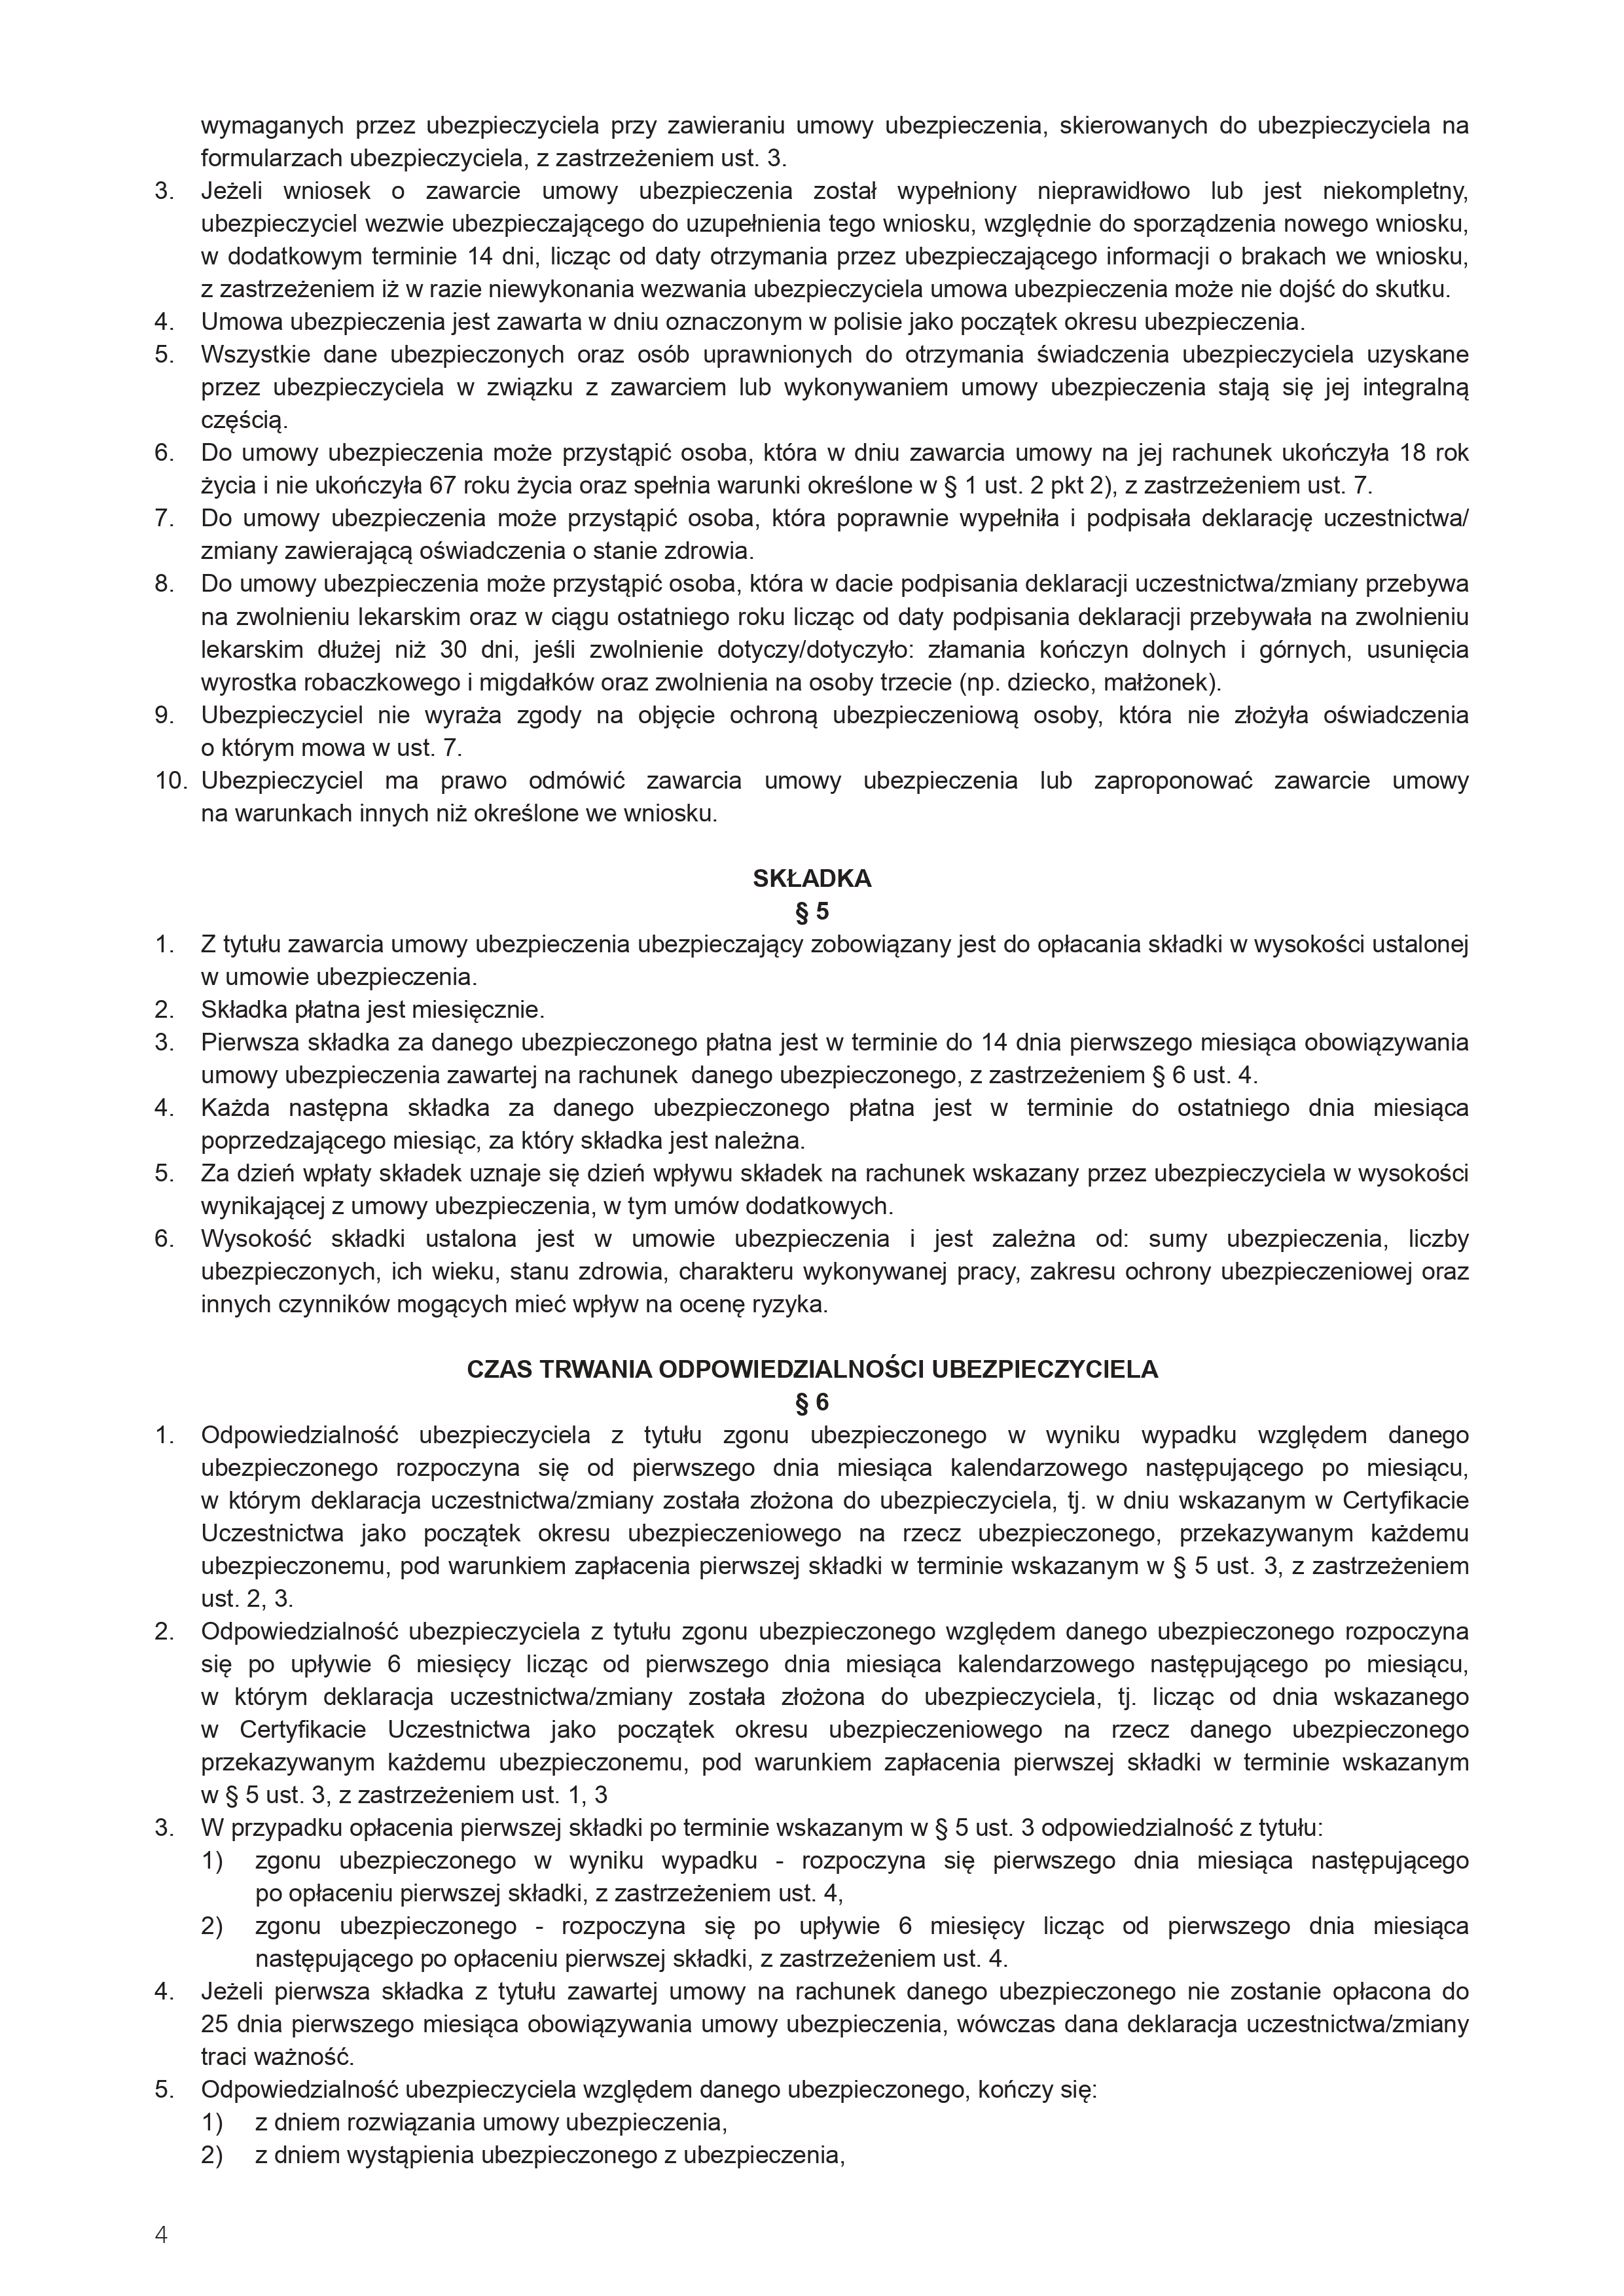 wymaganych przez ubezpieczyciela przy zawieraniu umowy ubezpieczenia, skierowanych do ubezpieczyciela na
formularzach ubezpieczyciela, z zastrzeżeniem ust. 3.
3. Jeżeli wniosek o zawarcie umowy ubezpieczenia został wypełniony nieprawidłowo lub jest niekompletny,
ubezpieczyciel wezwie ubezpieczającego do uzupełnienia tego wniosku, względnie do sporządzenia nowego wniosku,
w dodatkowym terminie 14 dni, licząc od daty otrzymania przez ubezpieczającego informacji o brakach we wniosku,
z zastrzeżeniem iż w razie niewykonania wezwania ubezpieczyciela umowa ubezpieczenia może nie dojść do skutku.
4. Umowa ubezpieczenia jest zawarta w dniu oznaczonym w polisie jako początek okresu ubezpieczenia.
5. Wszystkie dane ubezpieczonych oraz osób uprawnionych do otrzymania świadczenia ubezpieczyciela uzyskane
przez ubezpieczyciela w związku z zawarciem lub wykonywaniem umowy ubezpieczenia stają się jej integralną
częścią.
6. Do umowy ubezpieczenia może przystąpić osoba, która w dniu zawarcia umowy na jej rachunek ukończyła 18 rok
życia i nie ukończyła 67 roku życia oraz spełnia warunki określone w § 1 ust. 2 pkt 2), z zastrzeżeniem ust. 7.
7. Do umowy ubezpieczenia może przystąpić osoba, która poprawnie wypełniła i podpisała deklarację uczestnictwa/
zmiany zawierającą oświadczenia o stanie zdrowia.
8. Do umowy ubezpieczenia może przystąpić osoba, która w dacie podpisania deklaracji uczestnictwa/zmiany przebywa
na zwolnieniu lekarskim oraz w ciągu ostatniego roku licząc od daty podpisania deklaracji przebywała na zwolnieniu
lekarskim dłużej niż 30 dni, jeśli zwolnienie dotyczy/dotyczyło: złamania kończyn dolnych i górnych, usunięcia
wyrostka robaczkowego i migdałków oraz zwolnienia na osoby trzecie (np. dziecko, małżonek).
9. Ubezpieczyciel nie wyraża zgody na objęcie ochroną ubezpieczeniową osoby, która nie złożyła oświadczenia
o którym mowa w ust. 7.
10. Ubezpieczyciel ma prawo odmówić zawarcia umowy ubezpieczenia lub zaproponować zawarcie umowy
na warunkach innych niż określone we wniosku.
SKŁADKA
§ 5
1. Z tytułu zawarcia umowy ubezpieczenia ubezpieczający zobowiązany jest do opłacania składki w wysokości ustalonej
w umowie ubezpieczenia.
2. Składka płatna jest miesięcznie.
3. Pierwsza składka za danego ubezpieczonego płatna jest w terminie do 14 dnia pierwszego miesiąca obowiązywania
umowy ubezpieczenia zawartej na rachunek danego ubezpieczonego, z zastrzeżeniem § 6 ust. 4.
4. Każda następna składka za danego ubezpieczonego płatna jest w terminie do ostatniego dnia miesiąca
poprzedzającego miesiąc, za który składka jest należna.
5. Za dzień wpłaty składek uznaje się dzień wpływu składek na rachunek wskazany przez ubezpieczyciela w wysokości
wynikającej z umowy ubezpieczenia, w tym umów dodatkowych.
6. Wysokość składki ustalona jest w umowie ubezpieczenia i jest zależna od: sumy ubezpieczenia, liczby
ubezpieczonych, ich wieku, stanu zdrowia, charakteru wykonywanej pracy, zakresu ochrony ubezpieczeniowej oraz
innych czynników mogących mieć wpływ na ocenę ryzyka.
CZAS TRWANIA ODPOWIEDZIALNOŚCI UBEZPIECZYCIELA
§ 6
1. Odpowiedzialność ubezpieczyciela z tytułu zgonu ubezpieczonego w wyniku wypadku względem danego
ubezpieczonego rozpoczyna się od pierwszego dnia miesiąca kalendarzowego następującego po miesiącu,
w którym deklaracja uczestnictwa/zmiany została złożona do ubezpieczyciela, tj. w dniu wskazanym w Certyfikacie
Uczestnictwa jako początek okresu ubezpieczeniowego na rzecz ubezpieczonego, przekazywanym każdemu
ubezpieczonemu, pod warunkiem zapłacenia pierwszej składki w terminie wskazanym w § 5 ust. 3, z zastrzeżeniem
ust. 2, 3.
2. Odpowiedzialność ubezpieczyciela z tytułu zgonu ubezpieczonego względem danego ubezpieczonego rozpoczyna
się po upływie 6 miesięcy licząc od pierwszego dnia miesiąca kalendarzowego następującego po miesiącu,
w którym deklaracja uczestnictwa/zmiany została złożona do ubezpieczyciela, tj. licząc od dnia wskazanego
w Certyfikacie Uczestnictwa jako początek okresu ubezpieczeniowego na rzecz danego ubezpieczonego
przekazywanym każdemu ubezpieczonemu, pod warunkiem zapłacenia pierwszej składki w terminie wskazanym
w § 5 ust. 3, z zastrzeżeniem ust. 1, 3
3. W przypadku opłacenia pierwszej składki po terminie wskazanym w § 5 ust. 3 odpowiedzialność z tytułu:
1) zgonu ubezpieczonego w wyniku wypadku - rozpoczyna się pierwszego dnia miesiąca następującego
po opłaceniu pierwszej składki, z zastrzeżeniem ust. 4,
2) zgonu ubezpieczonego - rozpoczyna się po upływie 6 miesięcy licząc od pierwszego dnia miesiąca
następującego po opłaceniu pierwszej składki, z zastrzeżeniem ust. 4.
4. Jeżeli pierwsza składka z tytułu zawartej umowy na rachunek danego ubezpieczonego nie zostanie opłacona do
25 dnia pierwszego miesiąca obowiązywania umowy ubezpieczenia, wówczas dana deklaracja uczestnictwa/zmiany
traci ważność.
5. Odpowiedzialność ubezpieczyciela względem danego ubezpieczonego, kończy się:
1) z dniem rozwiązania umowy ubezpieczenia,
2) z dniem wystąpienia ubezpieczonego z ubezpieczenia,
4